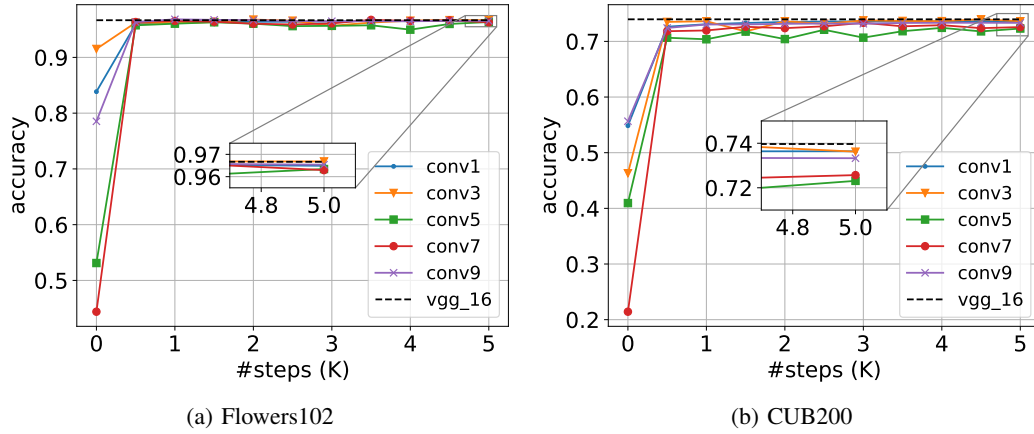 accuracy
0.9
0.8
0.7
0.6
0.5
0.97
0.96
4.8
5.0
conv1
conv3
conv5
conv7
conv9
vgg_16
0
1
2
3
4
5
#steps (K)
(a) Flowers102
accuracy
0.7
0.6
0.5
0.4
0.3
0.2
0.74
0.72
4.8
5.0
conv1
conv3
conv5
conv7
conv9
vgg_16
0
1
2
3
4
5
#steps (K)
(b) CUB200